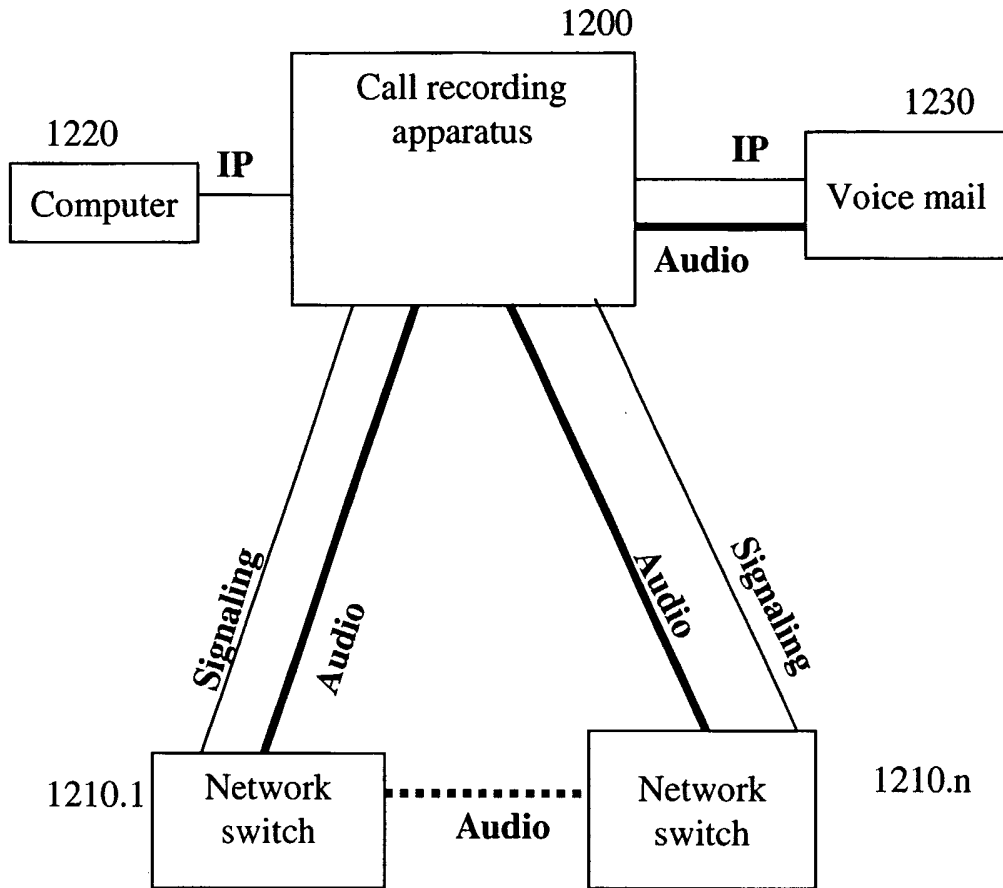 1200
Call recording
apparatus
1230
1220
IP
IP
Computer
Voice mail
Audio
Signaling
Audio
Audio
Signaling
1210.1
Network
switch
Audio
Network
switch
1210.n